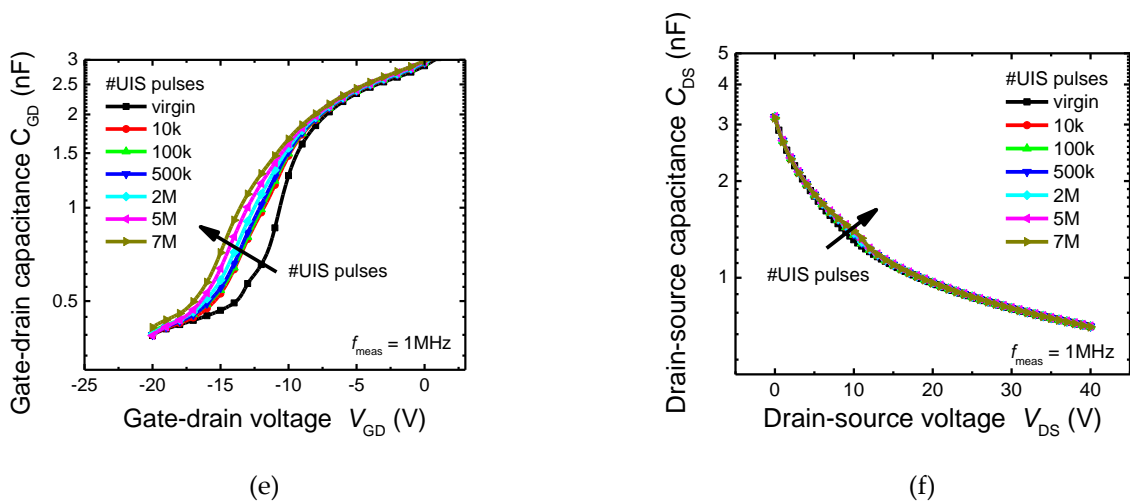 Gate-drain capacitance C_GD (nF)
3
2.5
2
1.5
1
0.5
#UIS pulses
virgin
10k
100k
500k
2M
5M
7M
#UIS pulses
f_meas = 1MHz
-25 -20 -15 -10 -5 0
Gate-drain voltage V_GD (V)
(e)
Drain-source capacitance C_DS (nF)
5
3
2
1
#UIS pulses
virgin
10k
100k
500k
2M
5M
7M
#UIS pulses
f_meas = 1MHz
0 10 20 30 40
Drain-source voltage V_DS (V)
(f)